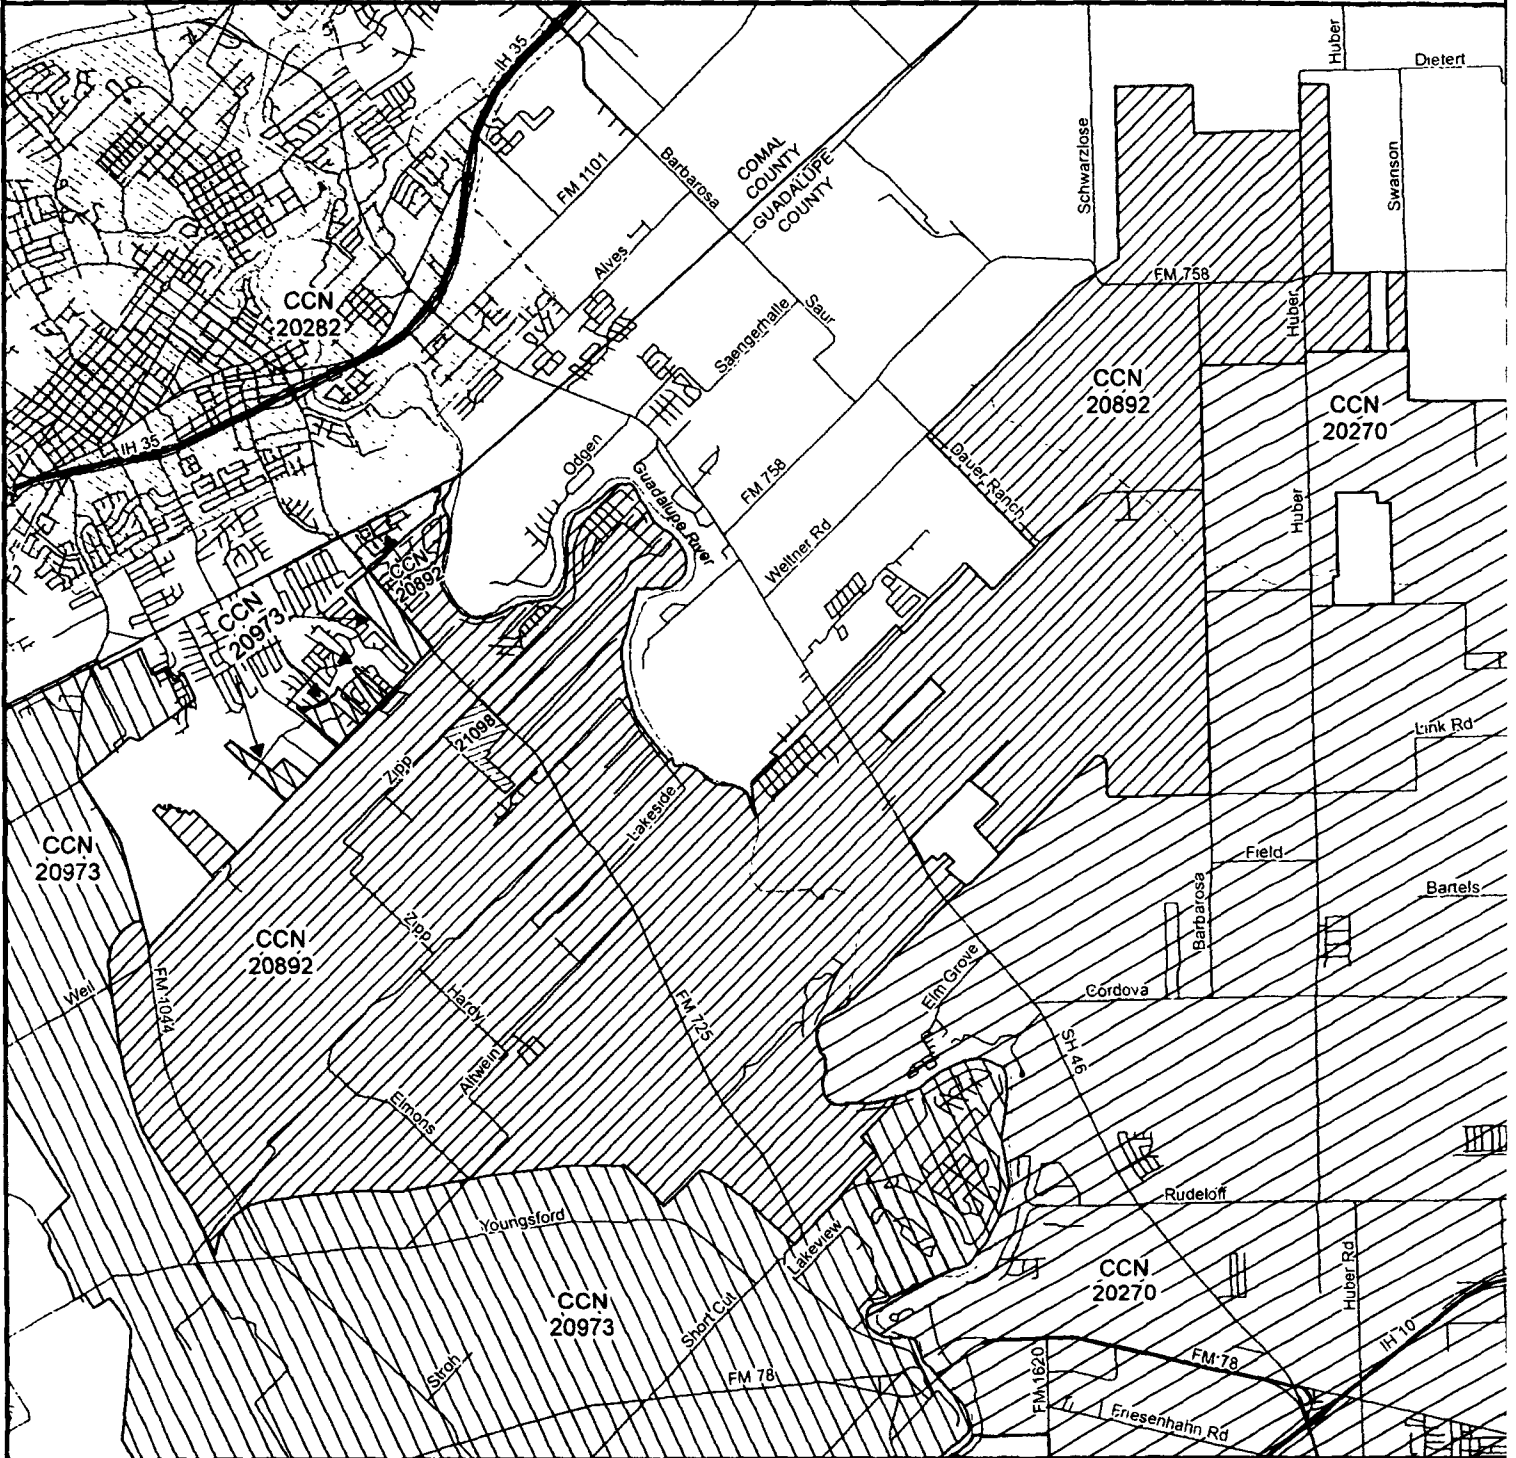 IH 35
Huber
Dietert
FM 1101
Barbarosa
COMAL
COUNTY
GUADALUPE
COUNTY
Schwarzlose
Swanson
Alves
FM 758
CCN
20282
Saengerhalle
Saur
Huber
CCN
20892
CCN
20270
IH 35
Odgen
Guadalupe River
FM 758
Dauer Ranch
Huber
Weltner Rd
CCN
20892
CCN
20973
21098
Zipp
Link Rd
Lakeside
CCN
20973
Field
Barbarosa
Bartels
Zipp
CCN
20892
Weil
FM 1044
Hardy
FM 725
Elm Grove
Cordova
SH 46
Altwein
Elmons
Rudeloff
Youngsford
Lakeview
CCN
20270
Huber Rd
CCN
20973
Short Cut
IH 10
Stroh
FM 78
FM 1620
FM 78
Friesenhahn Rd